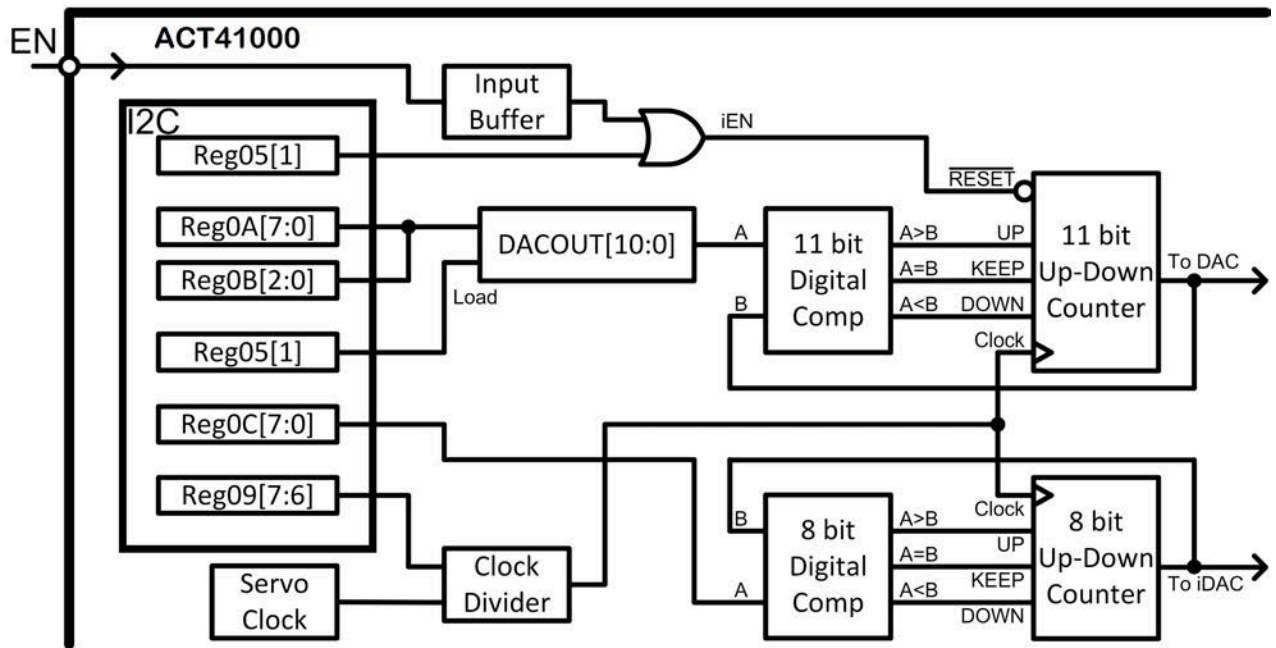 EN
ACT41000
I2C
Input
Buffer
iEN
Reg05[1]
RESET
Reg0A[7:0]
DACOUT[10:0]
Reg0B[2:0]
Load
Reg05[1]
A
B
11 bit
Digital
Comp
A>B
A=B
A<B
UP
KEEP
DOWN
Clock
11 bit
Up-Down
Counter
To DAC
Reg0C[7:0]
Reg09[7:6]
Servo
Clock
Clock
Divider
B
A
8 bit
Digital
Comp
A>B
A=B
A<B
Clock
UP
KEEP
DOWN
8 bit
Up-Down
Counter
To iDAC